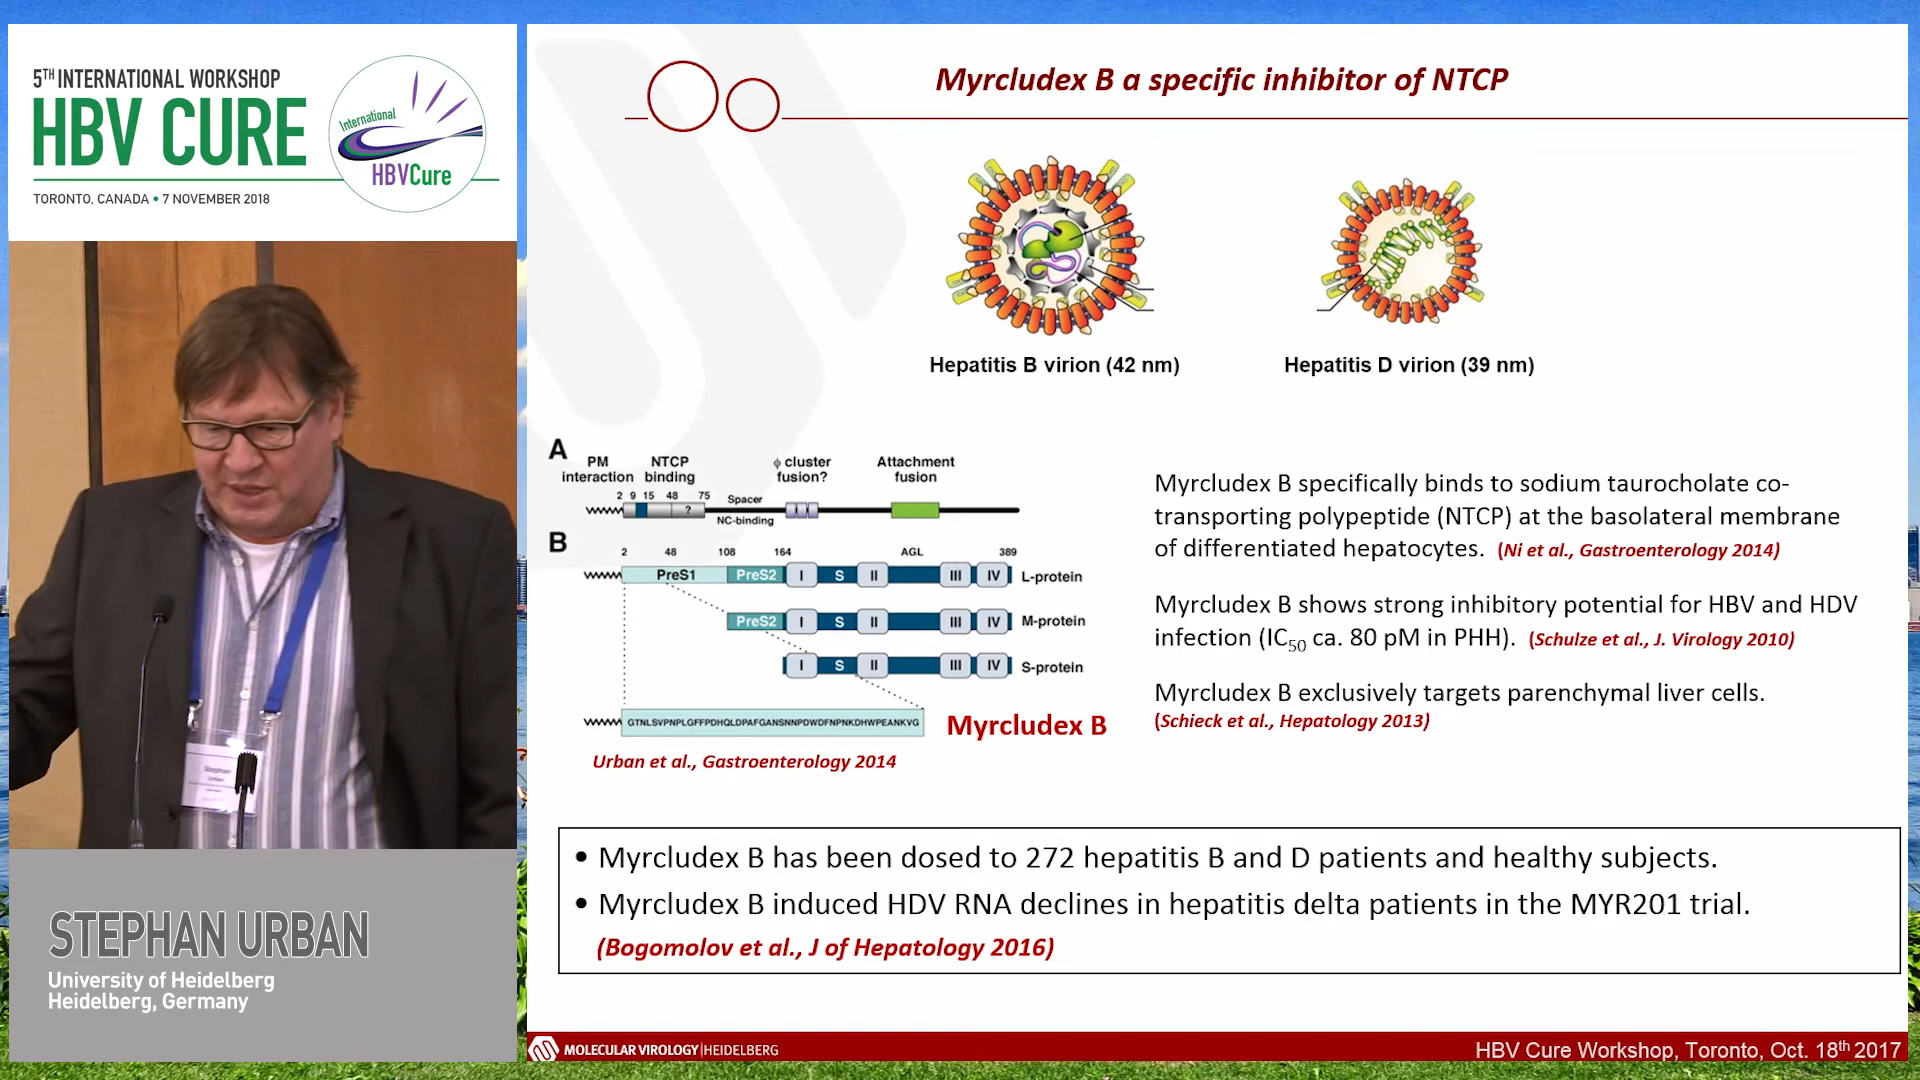 5TH INTERNATIONAL WORKSHOP
HBV CURE
TORONTO, CANADA • 7 NOVEMBER 2018
International
HBVCure
Stephan
Urban
STEPHAN URBAN
University of Heidelberg
Heidelberg, Germany
Myrcludex B a specific inhibitor of NTCP
Hepatitis B virion (42 nm)
Hepatitis D virion (39 nm)
A
PM interaction
NTCP binding
ϕ cluster fusion?
Attachment fusion
2 9 15 48 75
?
Spacer
NC-binding
B
2 48 108 164 AGL 389
PreS1 PreS2 I S II III IV L-protein
PreS2 I S II III IV M-protein
I S II III IV S-protein
GTNLSVPNPLGFFPDHQLDPAFGANSNNPDWDFNPNKDHWPEANKVG
Myrcludex B
Urban et al., Gastroenterology 2014
Myrcludex B specifically binds to sodium taurocholate co-
transporting polypeptide (NTCP) at the basolateral membrane
of differentiated hepatocytes. (Ni et al., Gastroenterology 2014)
Myrcludex B shows strong inhibitory potential for HBV and HDV
infection (IC50 ca. 80 pM in PHH). (Schulze et al., J. Virology 2010)
Myrcludex B exclusively targets parenchymal liver cells.
(Schieck et al., Hepatology 2013)
• Myrcludex B has been dosed to 272 hepatitis B and D patients and healthy subjects.
• Myrcludex B induced HDV RNA declines in hepatitis delta patients in the MYR201 trial.
(Bogomolov et al., J of Hepatology 2016)
MOLECULAR VIROLOGY|HEIDELBERG
HBV Cure Workshop, Toronto, Oct. 18th 2017